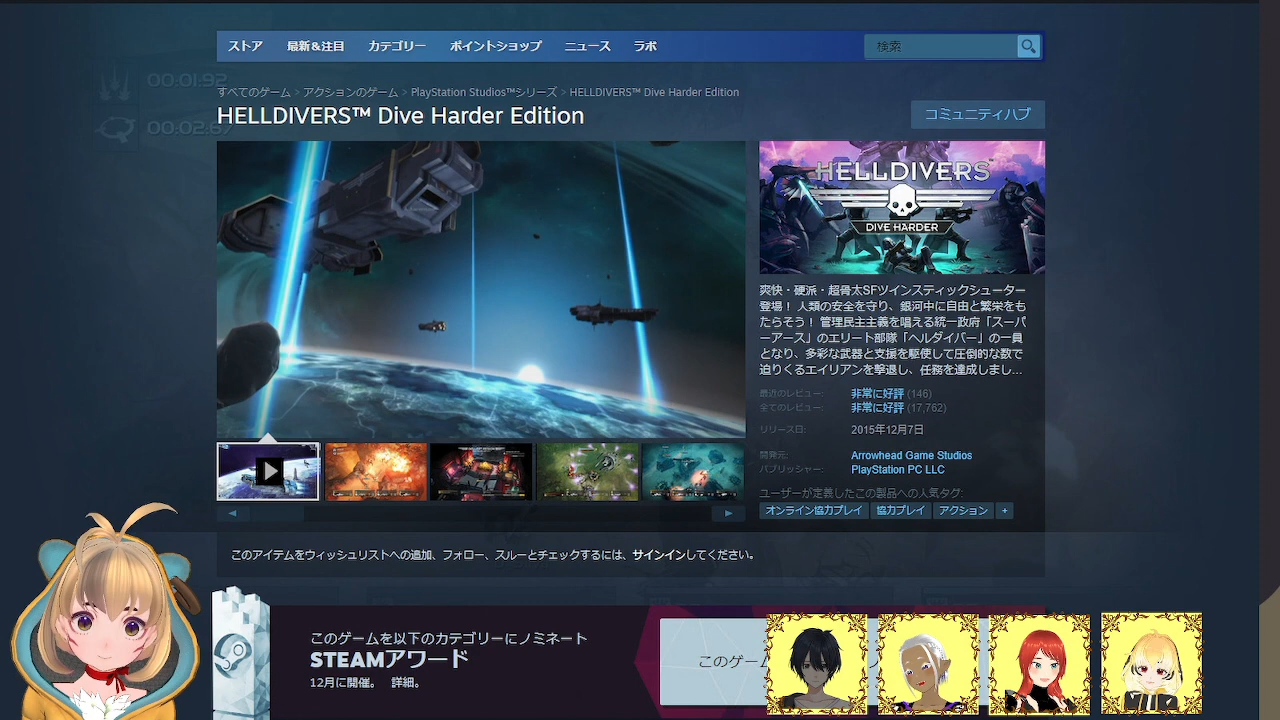 ストア 最新&注目 カテゴリー ポイントショップ ニュース ラボ 検索
00:01:92
すべてのゲーム > アクションのゲーム > PlayStation Studios™シリーズ > HELLDIVERS™ Dive Harder Edition
HELLDIVERS™ Dive Harder Edition
コミュニティハブ
00:02:67
HELLDIVERS
DIVE HARDER
爽快・硬派・超骨太SFツインスティックシューター
登場！ 人類の安全を守り、銀河中に自由と繁栄をも
たらそう！ 管理民主主義を唱える統一政府「スーパ
ーアース」のエリート部隊「ヘルダイバー」の一員
となり、多彩な武器と支援を駆使して圧倒的な数で
迫りくるエイリアンを撃退し、任務を達成しまし...
最近のレビュー: 非常に好評 (146)
全てのレビュー: 非常に好評 (17,762)
リリース日: 2015年12月7日
開発元: Arrowhead Game Studios
パブリッシャー: PlayStation PC LLC
ユーザーが定義したこの製品への人気タグ:
オンライン協力プレイ 協力プレイ アクション +
このアイテムをウィッシュリストへの追加、フォロー、スルーとチェックするには、サインインしてください。
このゲームを以下のカテゴリーにノミネート
STEAMアワード
12月に開催。 詳細。
このゲーム